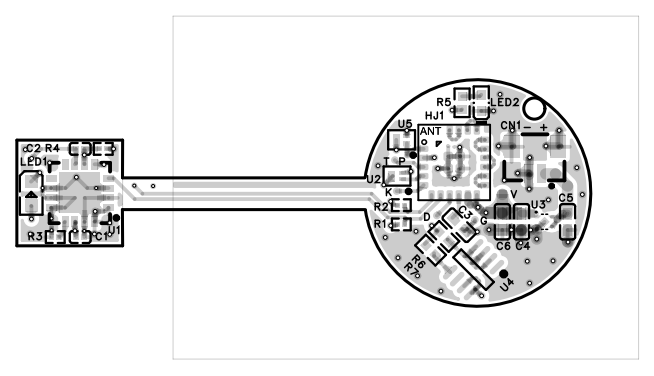 R5 LED2
HJ1
U5 ANT CN1 - +
C2 R4
LED1
T P
U2
K V
R2 D C3 G U3 C5
R1
U1
R3 C1 C6 C4
R6
R7 U4